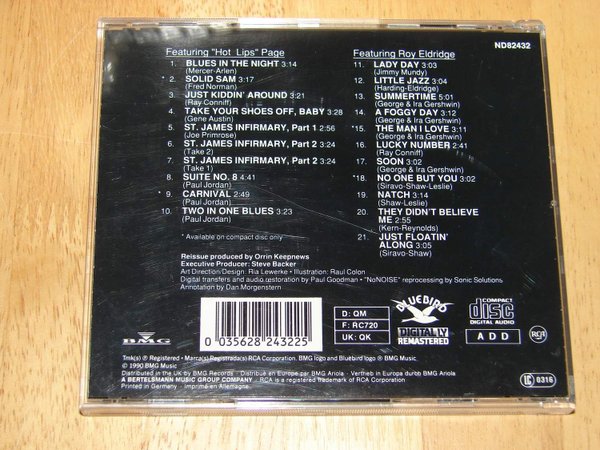 ND82432
Featuring "Hot Lips" Page
1. BLUES IN THE NIGHT 3:14
(Mercer-Arlen)
*2. SOLID SAM 3:17
(Fred Norman)
3. JUST KIDDIN' AROUND 3:21
(Ray Conniff)
4. TAKE YOUR SHOES OFF, BABY 3:28
(Gene Austin)
5. ST. JAMES INFIRMARY, Part 1 2:56
(Joe Primrose)
6. ST. JAMES INFIRMARY, Part 2 3:24
(Take 2)
7. ST. JAMES INFIRMARY, Part 2 3:24
(Take 1)
8. SUITE NO. 8 4:41
(Paul Jordan)
*9. CARNIVAL 2:49
(Paul Jordan)
10. TWO IN ONE BLUES 3:23
(Paul Jordan)
* Available on compact disc only
Featuring Roy Eldridge
11. LADY DAY 3:03
(Jimmy Mundy)
12. LITTLE JAZZ 3:04
(Harding-Eldridge)
13. SUMMERTIME 5:01
(George & Ira Gershwin)
14. A FOGGY DAY 3:12
(George & Ira Gershwin)
*15. THE MAN I LOVE 3:11
(George & Ira Gershwin)
16. LUCKY NUMBER 2:41
(Ray Conniff)
17. SOON 3:02
(George & Ira Gershwin)
*18. NO ONE BUT YOU 3:02
(Siravo-Shaw-Leslie)
19. NATCH 3:14
(Siravo-Shaw-Leslie)
20. THEY DIDN'T BELIEVE
ME 2:55
(Kern-Reynolds)
21. JUST FLOATIN'
ALONG 3:05
(Siravo-Shaw)
Reissue produced by Orrin Keepnews
Executive Producer: Steve Backer
Art Direction/Design: Ria Lewerke • Illustration: Raul Colon
Digital transfers and audio restoration by Paul Goodman • "NoNOISE" reprocessing by Sonic Solutions
Annotation by Dan Morgenstern
BMG
0 035628 243225
D: QM
F: RC720
UK: QK
BLUEBIRD
DIGITALLY
REMASTERED
COMPACT
disc
DIGITAL AUDIO
ADD
RCA
Tmk(s) ® Registered • Marca(s) Registrada(s) RCA Corporation. BMG logo and Bluebird logo ® BMG Music.
© 1990 BMG Music
Distributed in the UK by BMG Records - Distribué en Europe par BMG Ariola - Vertrieb in Europa durch BMG Ariola
A BERTELSMANN MUSIC GROUP COMPANY - RCA is a registered trademark of RCA Corporation.
Printed in Germany - imprimé en Allemagne.
LC 0316